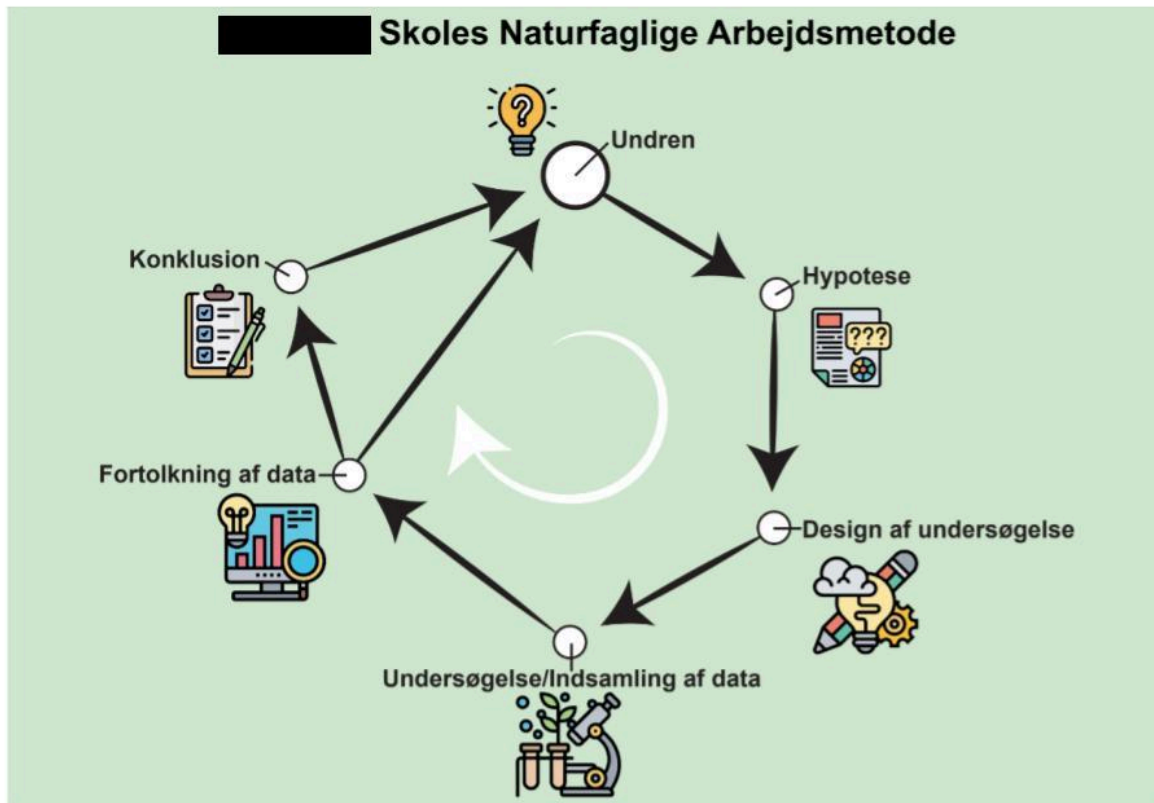 Skoles Naturfaglige Arbejdsmetode
?
Undren
Hypotese
???
Design af undersøgelse
Undersøgelse/Indsamling af data
Fortolkning af data
Konklusion